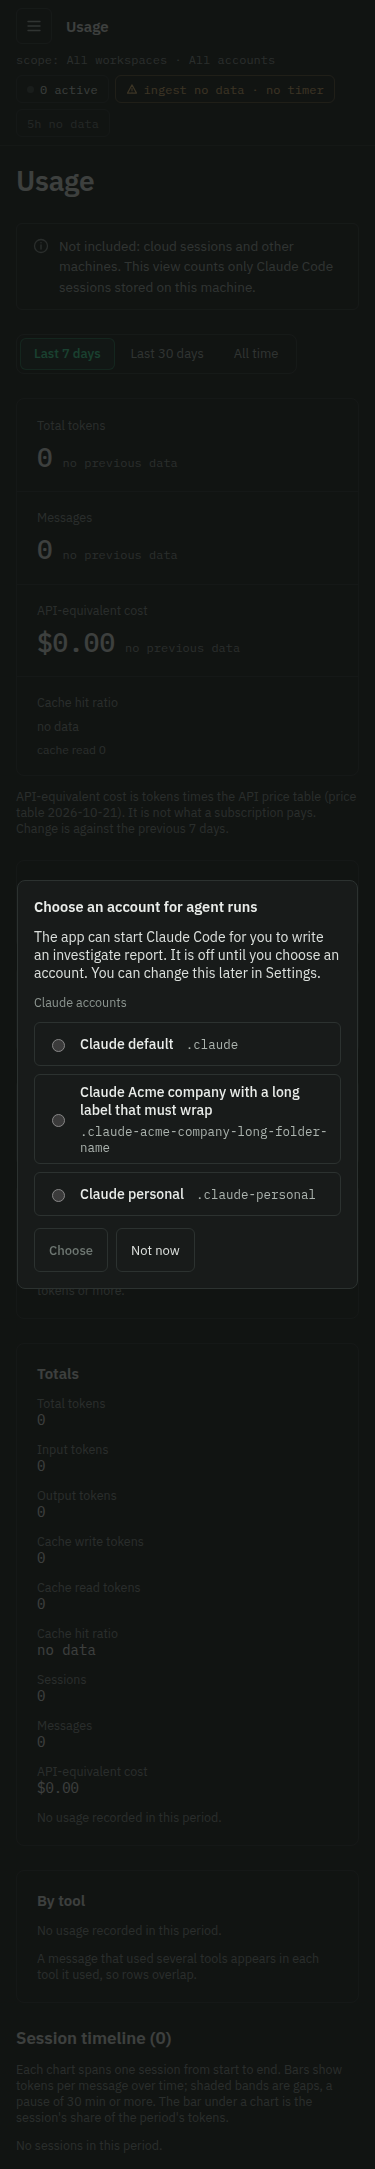 Usage
scope: All workspaces · All accounts
0 active
ingest no data · no timer
5h no data
Usage
Not included: cloud sessions and other
machines. This view counts only Claude Code
sessions stored on this machine.
Last 7 days Last 30 days All time
Total tokens
0 no previous data
Messages
0 no previous data
API-equivalent cost
$0.00 no previous data
Cache hit ratio
no data
cache read 0
API-equivalent cost is tokens times the API price table (price
table 2026-10-21). It is not what a subscription pays.
Change is against the previous 7 days.
Choose an account for agent runs
The app can start Claude Code for you to write
an investigate report. It is off until you choose an
account. You can change this later in Settings.
Claude accounts
Claude default .claude
Claude Acme company with a long
label that must wrap
.claude-acme-company-long-folder-
name
Claude personal .claude-personal
Choose Not now
tokens or more.
Totals
Total tokens
0
Input tokens
0
Output tokens
0
Cache write tokens
0
Cache read tokens
0
Cache hit ratio
no data
Sessions
0
Messages
0
API-equivalent cost
$0.00
No usage recorded in this period.
By tool
No usage recorded in this period.
A message that used several tools appears in each
tool it used, so rows overlap.
Session timeline (0)
Each chart spans one session from start to end. Bars show
tokens per message over time; shaded bands are gaps, a
pause of 30 min or more. The bar under a chart is the
session's share of the period's tokens.
No sessions in this period.